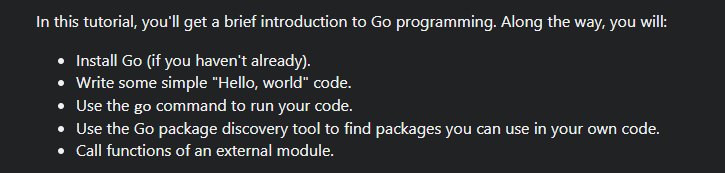 In this tutorial, you'll get a brief introduction to Go programming. Along the way, you will:
• Install Go (if you haven't already).
• Write some simple "Hello, world" code.
• Use the go command to run your code.
• Use the Go package discovery tool to find packages you can use in your own code.
• Call functions of an external module.